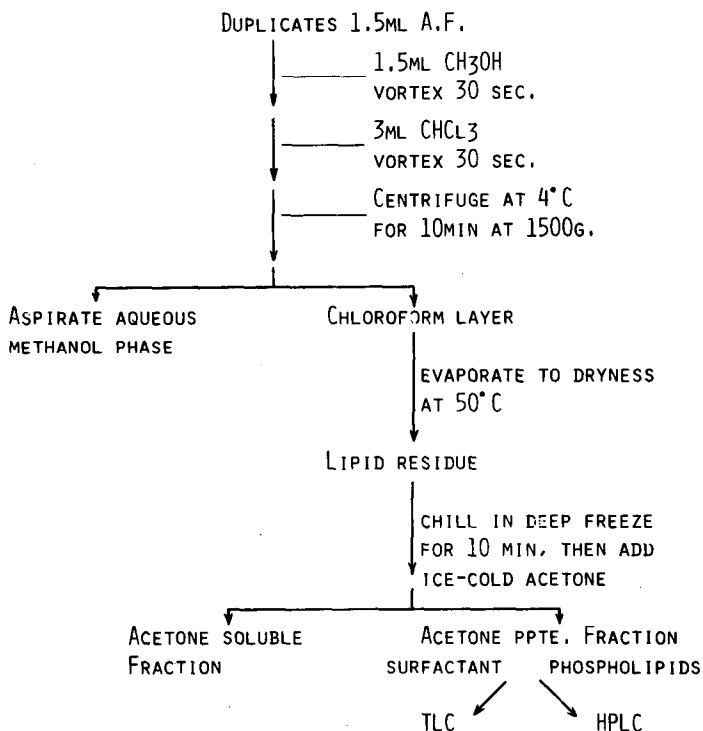 DUPLICATES 1.5ML A.F.
1.5ML CH3OH
VORTEX 30 SEC.
3ML CHCL3
VORTEX 30 SEC.
CENTRIFUGE AT 4°C
FOR 10MIN AT 1500G.
ASPIRATE AQUEOUS
METHANOL PHASE
CHLOROFORM LAYER
EVAPORATE TO DRYNESS
AT 50°C
LIPID RESIDUE
CHILL IN DEEP FREEZE
FOR 10 MIN, THEN ADD
ICE-COLD ACETONE
ACETONE SOLUBLE
FRACTION
ACETONE PPTE. FRACTION
SURFACTANT PHOSPHOLIPIDS
TLC
HPLC